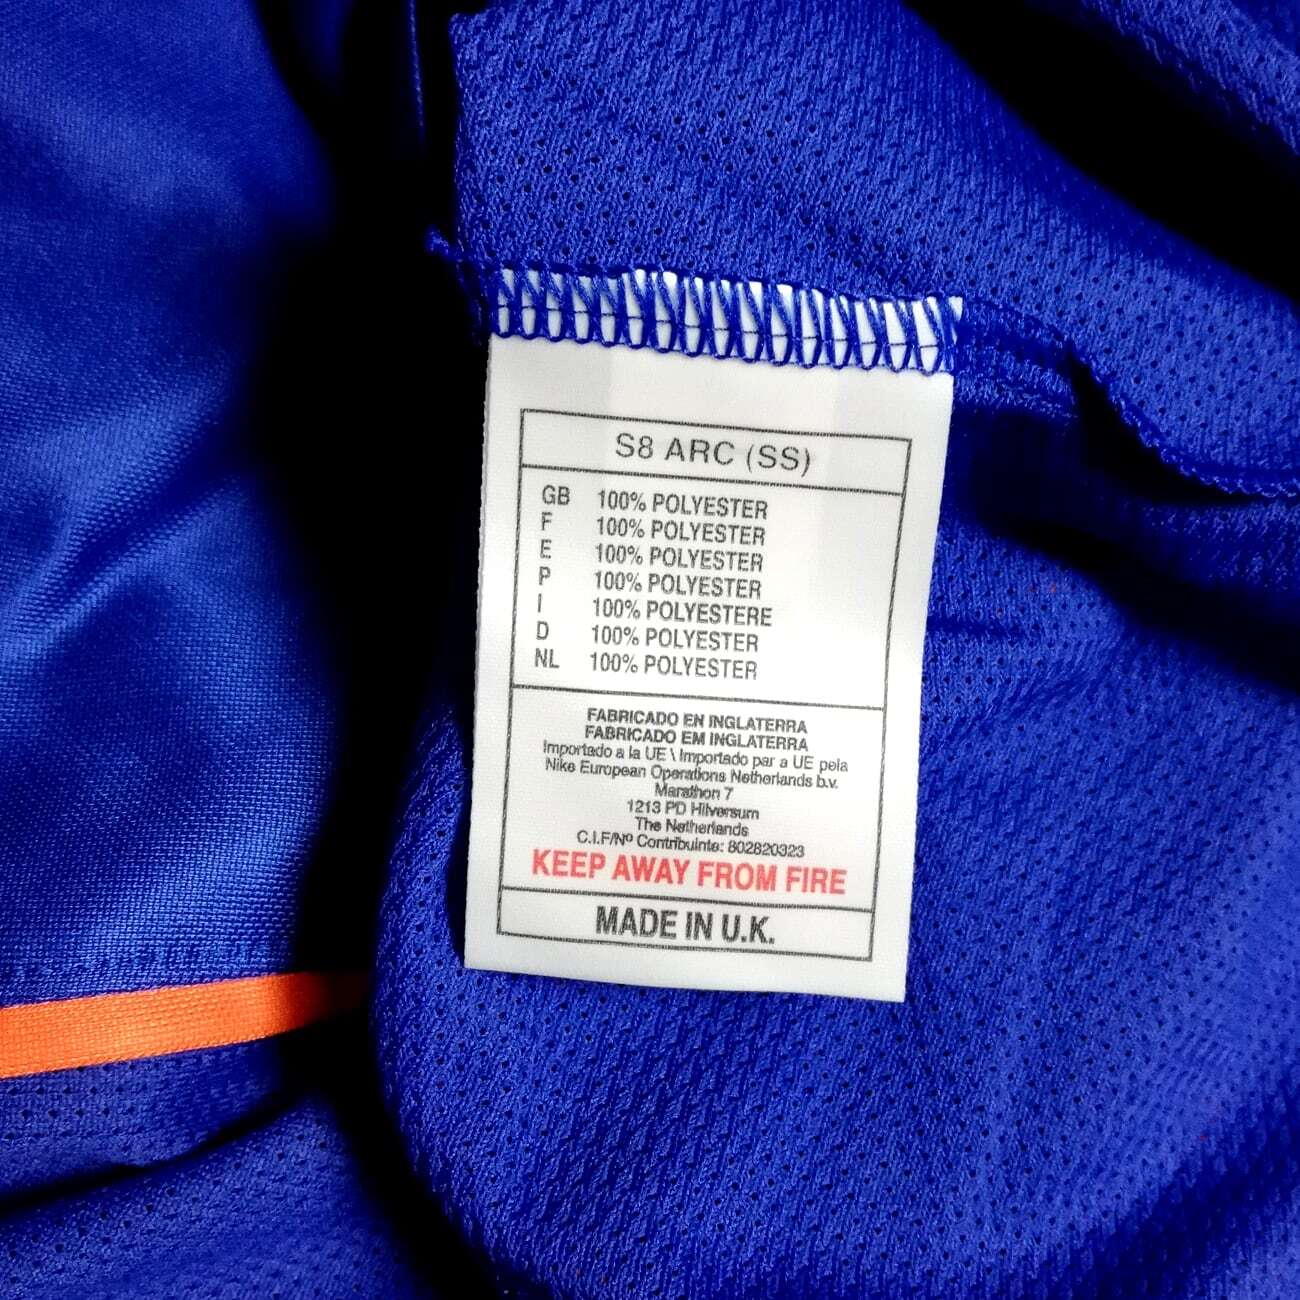 S8 ARC (SS)
GB 100% POLYESTER
F 100% POLYESTER
E 100% POLYESTER
P 100% POLYESTER
I 100% POLYESTERE
D 100% POLYESTER
NL 100% POLYESTER
FABRICADO EN INGLATERRA
FABRICADO EM INGLATERRA
Importado a la UE \ Importado par a UE pela
Nike European Operations Netherlands b.v.
Marathon 7
1213 PD Hilversum
The Netherlands
C.I.F/Nº Contribuinte: 802820323
KEEP AWAY FROM FIRE
MADE IN U.K.